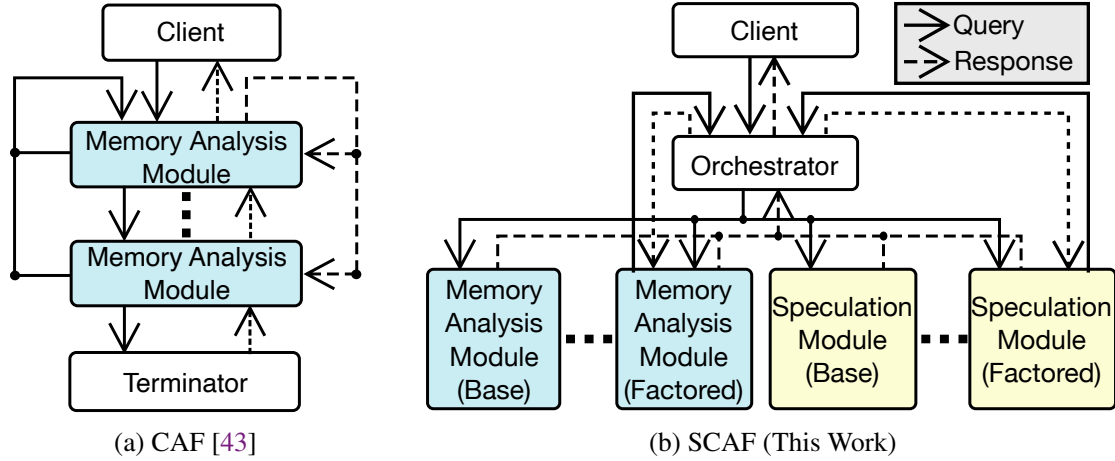 Client
Memory Analysis
Module
Memory Analysis
Module
Terminator
(a) CAF [43]
Client
Query
Response
Orchestrator
Memory
Analysis
Module
(Base)
Memory
Analysis
Module
(Factored)
Speculation
Module
(Base)
Speculation
Module
(Factored)
(b) SCAF (This Work)